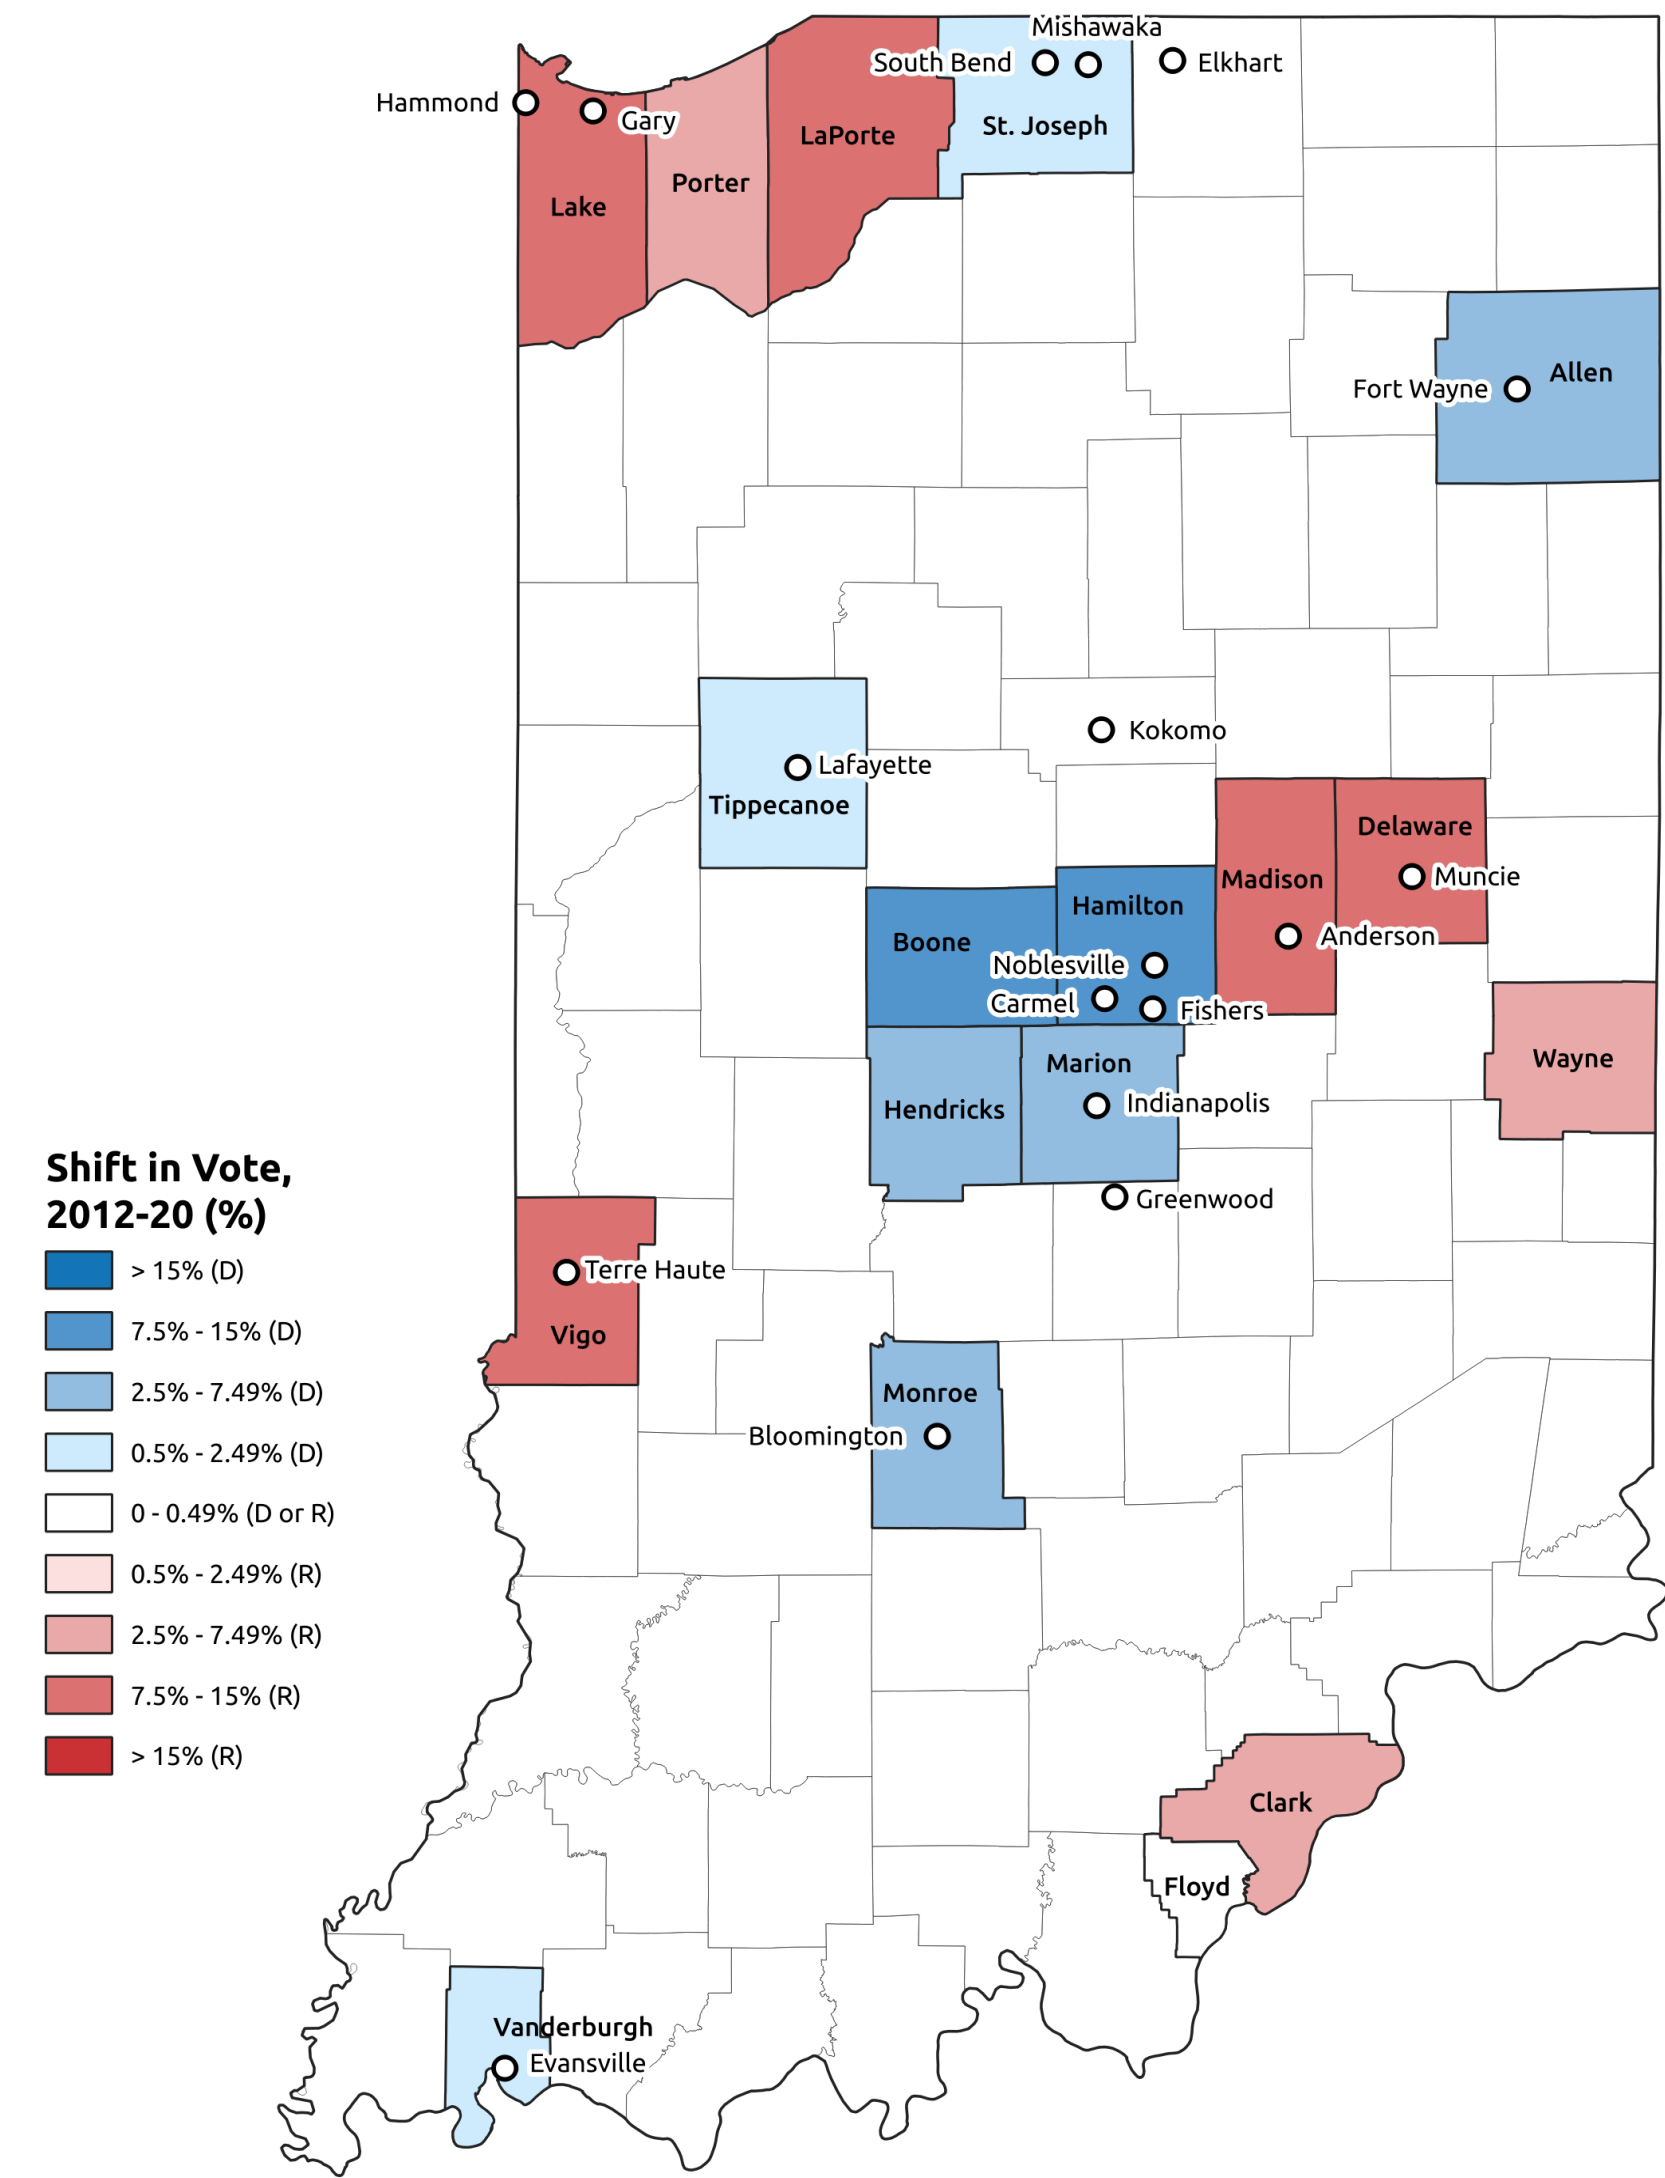 Mishawaka
South Bend
Elkhart
Hammond
Gary
St. Joseph
LaPorte
Porter
Lake
Allen
Fort Wayne
Kokomo
Lafayette
Tippecanoe
Delaware
Muncie
Madison
Hamilton
Boone
Anderson
Noblesville
Carmel
Fishers
Wayne
Marion
Hendricks
Indianapolis
Greenwood
Terre Haute
Vigo
Monroe
Bloomington
Clark
Floyd
Vanderburgh
Evansville
Shift in Vote,
2012-20 (%)
> 15% (D)
7.5% - 15% (D)
2.5% - 7.49% (D)
0.5% - 2.49% (D)
0 - 0.49% (D or R)
0.5% - 2.49% (R)
2.5% - 7.49% (R)
7.5% - 15% (R)
> 15% (R)